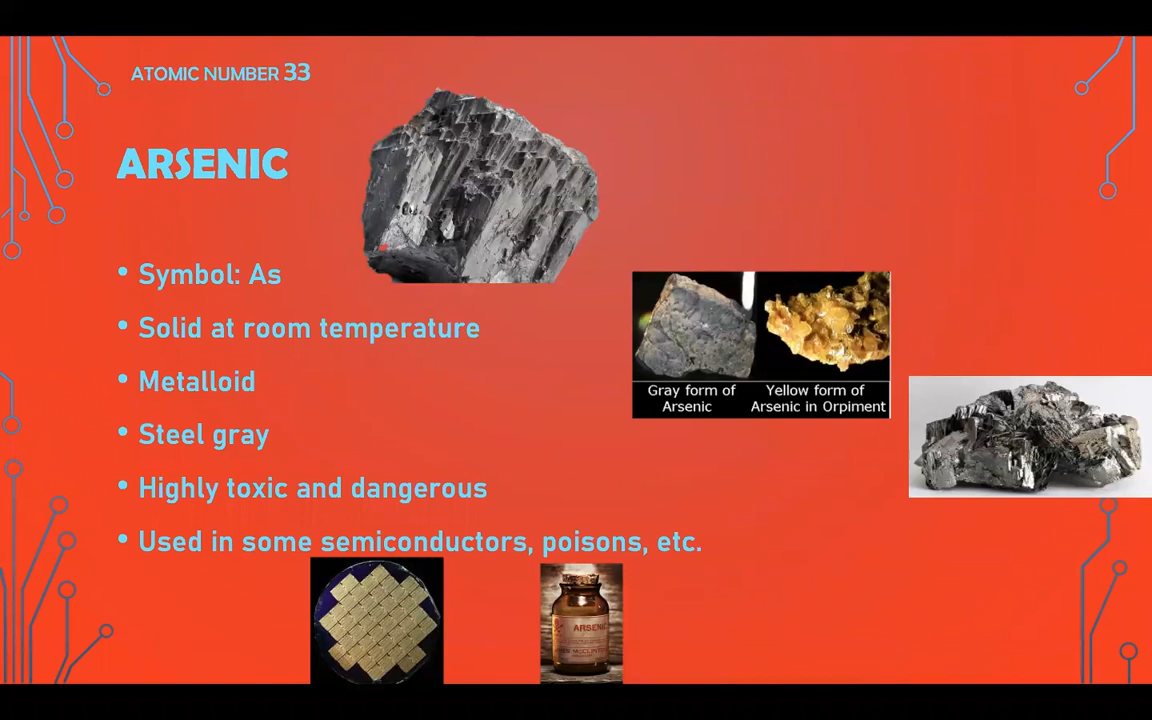 ATOMIC NUMBER 33
ARSENIC
• Symbol: As
• Solid at room temperature
• Metalloid
• Steel gray
• Highly toxic and dangerous
• Used in some semiconductors, poisons, etc.
Gray form of
Arsenic
Yellow form of
Arsenic in Orpiment
ARSENIC